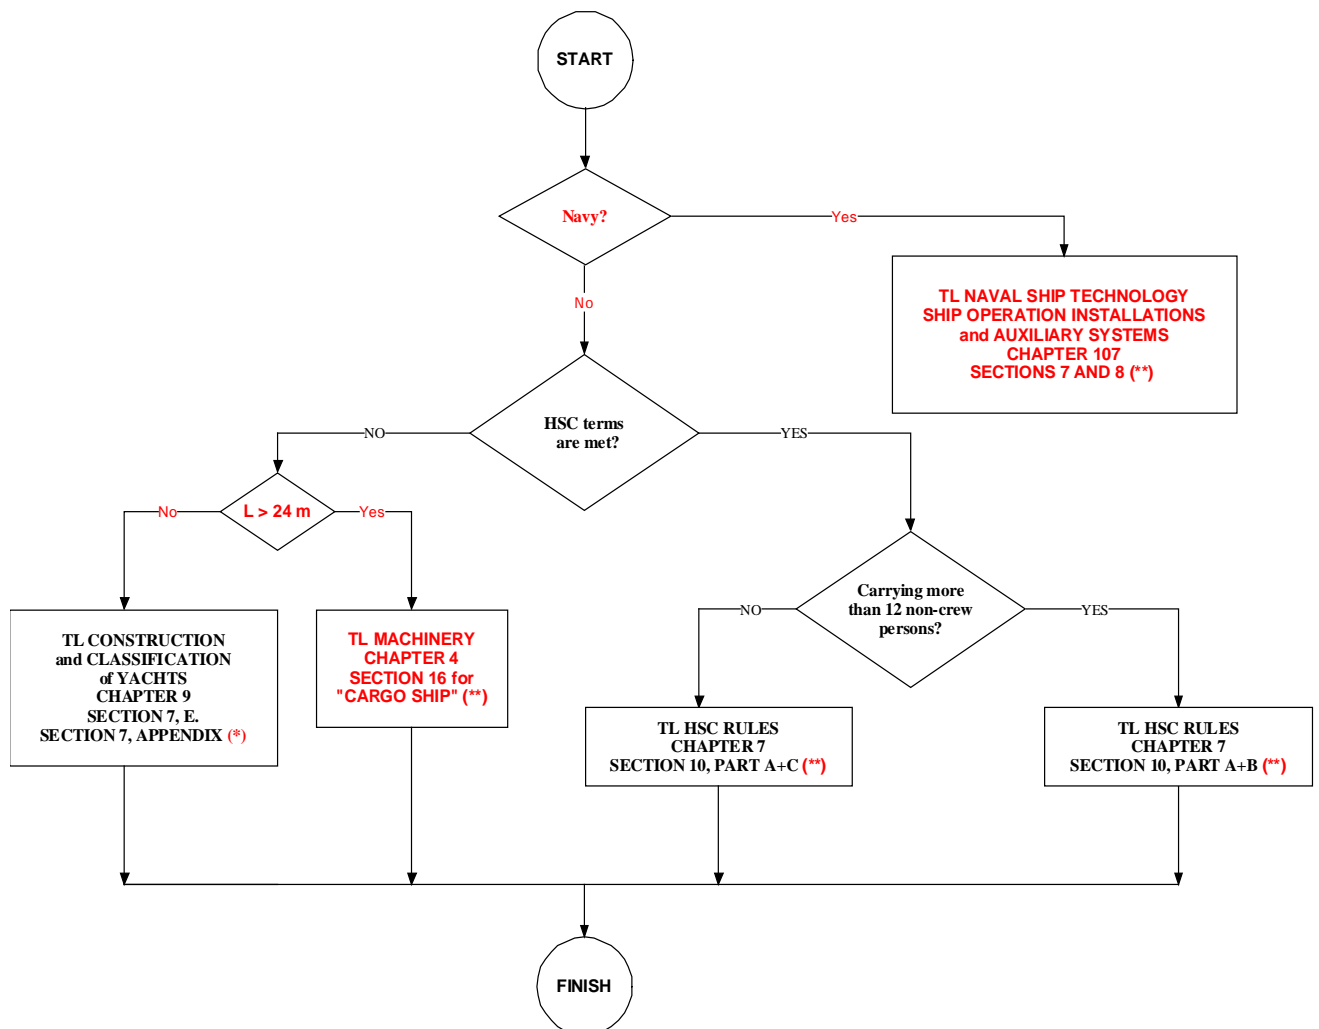 START
Navy?
Yes
TL NAVAL SHIP TECHNOLOGY
SHIP OPERATION INSTALLATIONS
and AUXILIARY SYSTEMS
CHAPTER 107
SECTIONS 7 AND 8 (**)
No
HSC terms
are met?
NO
YES
L > 24 m
No
Yes
Carrying more
than 12 non-crew
persons?
NO
YES
TL CONSTRUCTION
and CLASSIFICATION
of YACHTS
CHAPTER 9
SECTION 7, E.
SECTION 7, APPENDIX (*)
TL MACHINERY
CHAPTER 4
SECTION 16 for
"CARGO SHIP" (**)
TL HSC RULES
CHAPTER 7
SECTION 10, PART A+C (**)
TL HSC RULES
CHAPTER 7
SECTION 10, PART A+B (**)
FINISH